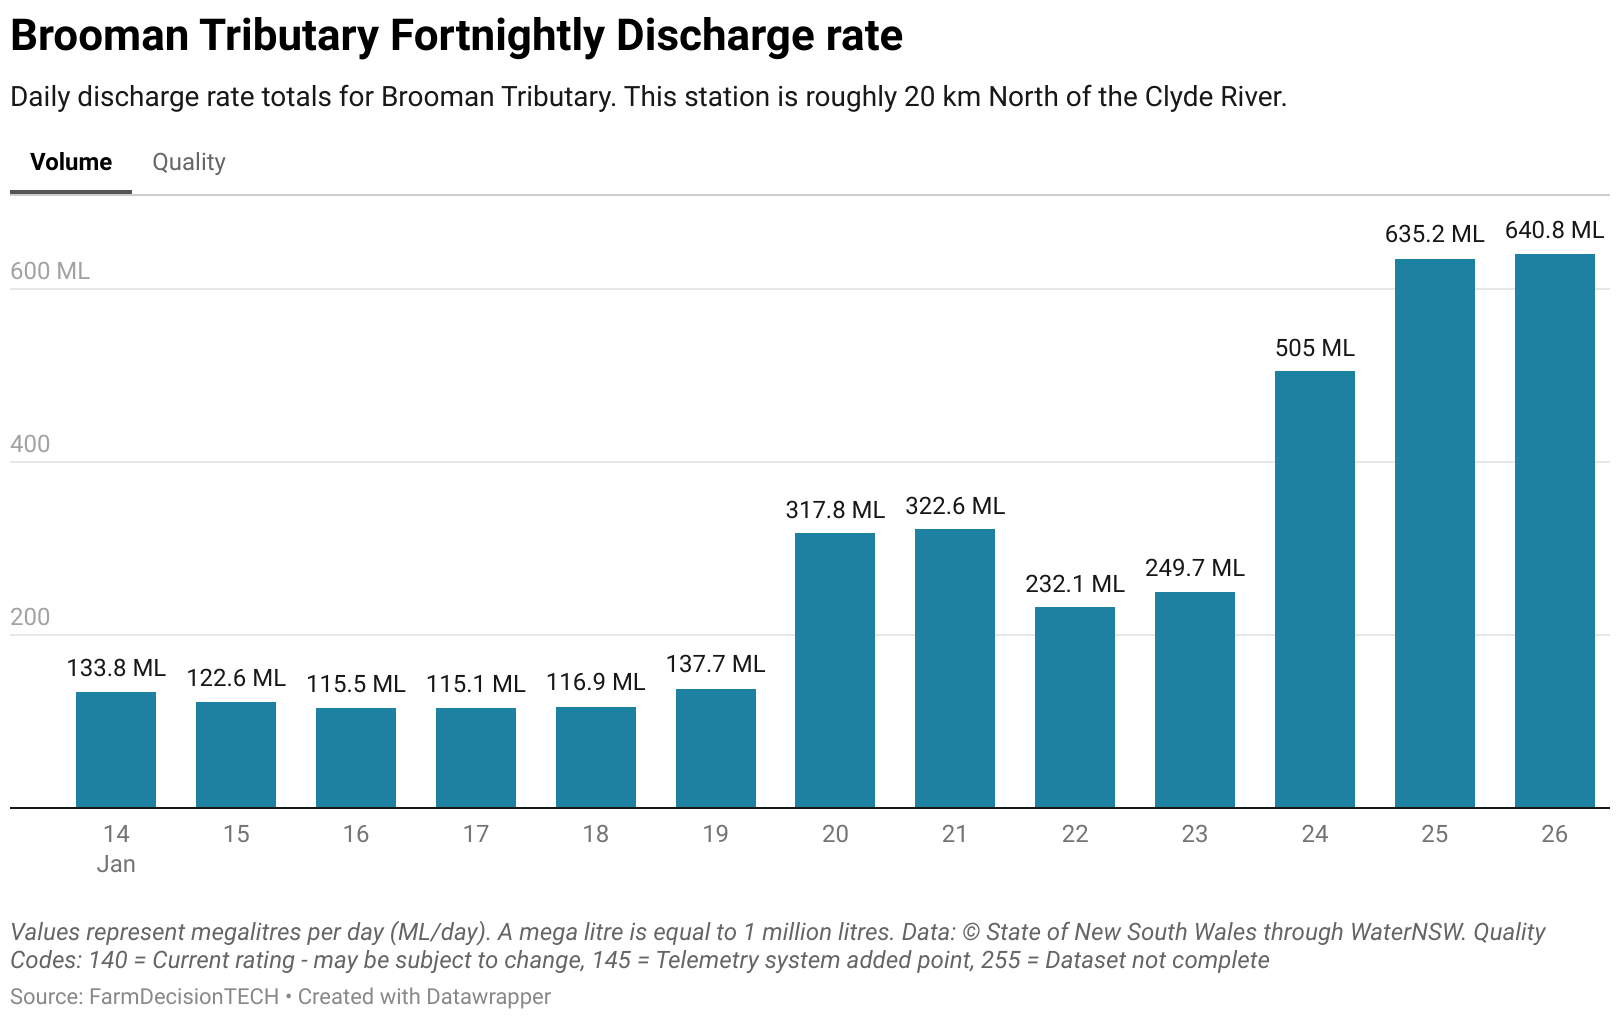 Brooman Tributary Fortnightly Discharge rate
Daily discharge rate totals for Brooman Tributary. This station is roughly 20 km North of the Clyde River.
Volume Quality
600 ML
400
200
133.8 ML 122.6 ML 115.5 ML 115.1 ML 116.9 ML 137.7 ML 317.8 ML 322.6 ML 232.1 ML 249.7 ML 505 ML 635.2 ML 640.8 ML
14 15 16 17 18 19 20 21 22 23 24 25 26
Jan
Values represent megalitres per day (ML/day). A mega litre is equal to 1 million litres. Data: © State of New South Wales through WaterNSW. Quality
Codes: 140 = Current rating - may be subject to change, 145 = Telemetry system added point, 255 = Dataset not complete
Source: FarmDecisionTECH • Created with Datawrapper